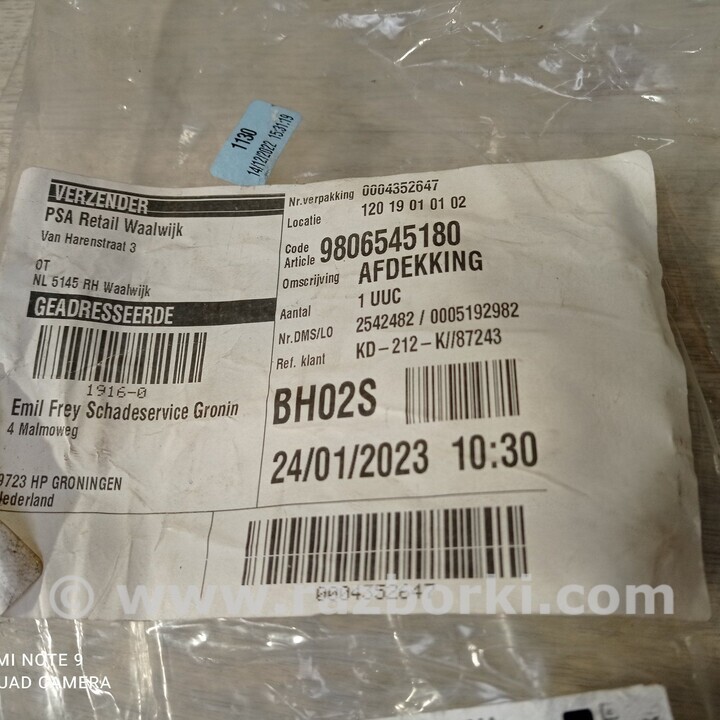 1130
14/12/2022 15:31:19
VERZENDER
PSA Retail Waalwijk
Van Harenstraat 3
OT
NL 5145 RH Waalwijk
GEADRESSEERDE
1916-0
Emil Frey Schadeservice Gronin
4 Malmoweg
9723 HP GRONINGEN
Nederland
Nr.verpakking 0004352647
Locatie 120 19 01 01 02
Code Article 9806545180
Omschrijving AFDEKKING
Aantal 1 UUC
Nr.DMS/LO 2542482 / 0005192982
Ref. klant KD-212-K//87243
BH02S
24/01/2023 10:30
0004352647
© www.
orki.com
MI NOTE 9
QUAD CAMERA